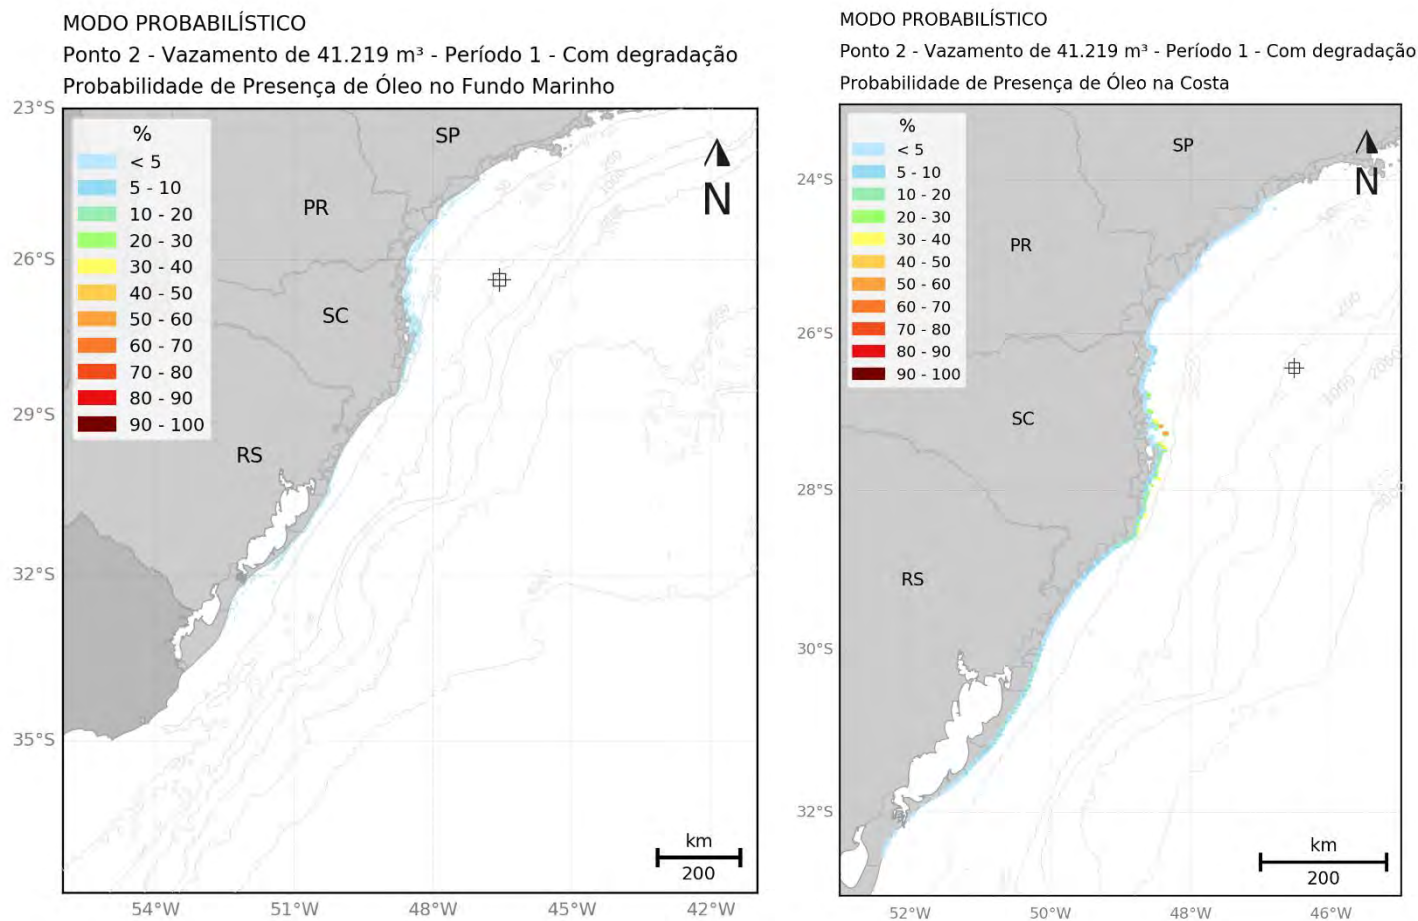 MODO PROBABILÍSTICO
Ponto 2 - Vazamento de 41.219 m³ - Período 1 - Com degradação
Probabilidade de Presença de Óleo no Fundo Marinho
23°S
26°S
29°S
32°S
35°S
%
< 5
5 - 10
10 - 20
20 - 30
30 - 40
40 - 50
50 - 60
60 - 70
70 - 80
80 - 90
90 - 100
SP
PR
SC
RS
N
50
1000
km
200
54°W
51°W
48°W
45°W
42°W
MODO PROBABILÍSTICO
Ponto 2 - Vazamento de 41.219 m³ - Período 1 - Com degradação
Probabilidade de Presença de Óleo na Costa
24°S
26°S
28°S
30°S
32°S
%
< 5
5 - 10
10 - 20
20 - 30
30 - 40
40 - 50
50 - 60
60 - 70
70 - 80
80 - 90
90 - 100
SP
PR
SC
RS
N
50
200
1000
km
200
52°W
50°W
48°W
46°W